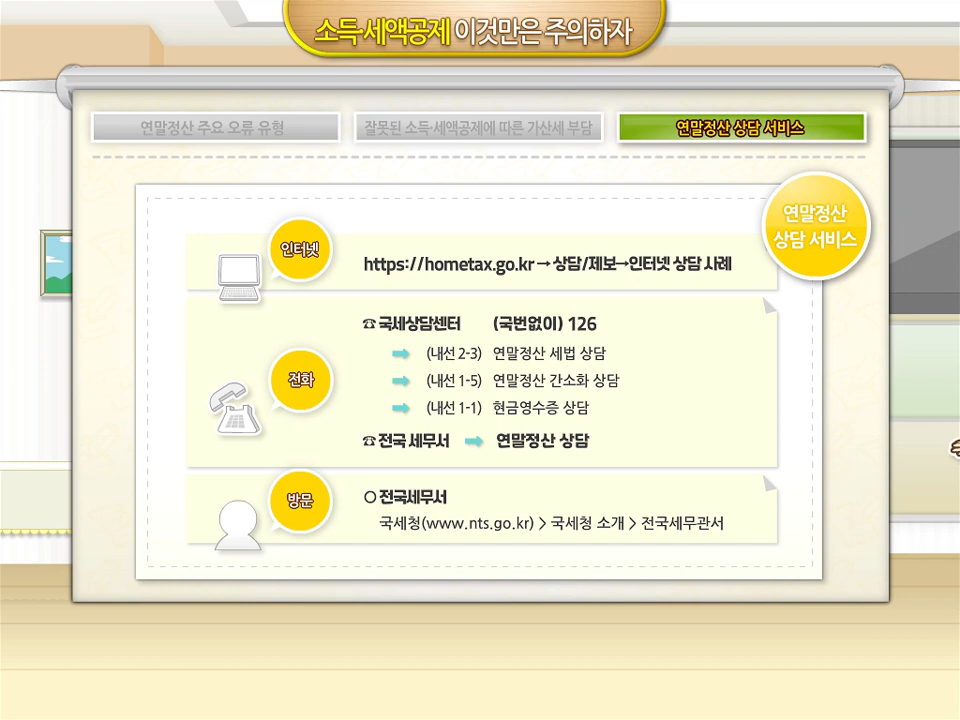 소득·세액공제 이것만은 주의하자
연말정산 주요 오류 유형
잘못된 소득·세액공제에 따른 가산세 부담
연말정산 상담 서비스
연말정산
상담 서비스
인터넷
https://hometax.go.kr → 상담/제보→인터넷 상담 사례
전화
☎ 국세상담센터 (국번없이) 126
➡ (내선 2-3) 연말정산 세법 상담
➡ (내선 1-5) 연말정산 간소화 상담
➡ (내선 1-1) 현금영수증 상담
☎ 전국 세무서 ➡ 연말정산 상담
방문
○ 전국세무서
국세청(www.nts.go.kr) > 국세청 소개 > 전국세무관서